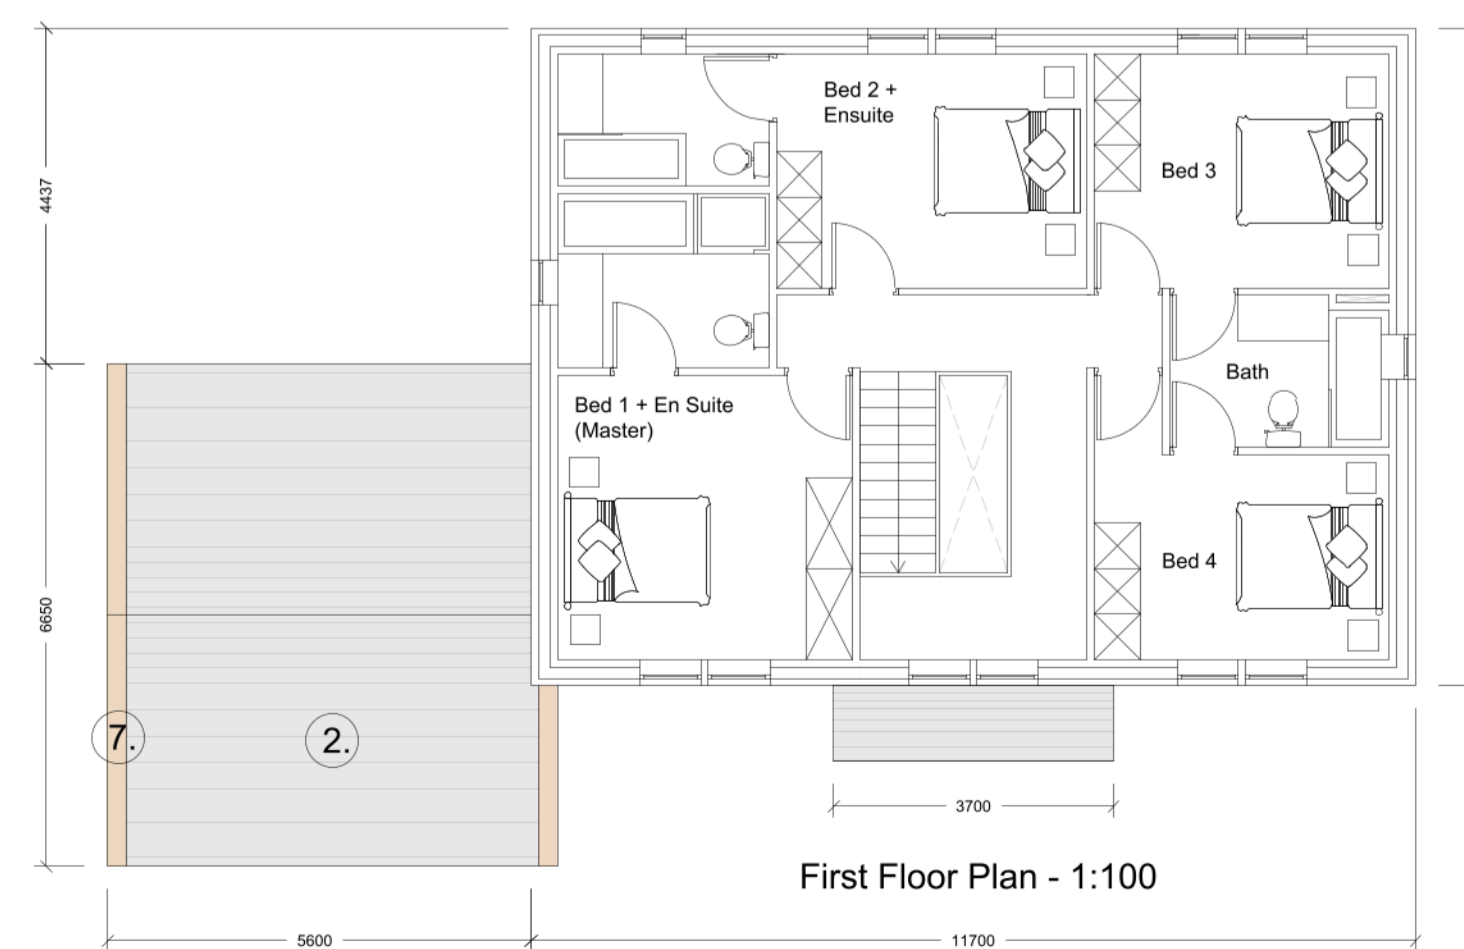 Bed 2 +
Ensuite
Bed 3
4437
Bath
Bed 1 + En Suite
(Master)
Bed 4
6650
7.
2.
3700
First Floor Plan - 1:100
5600
11700